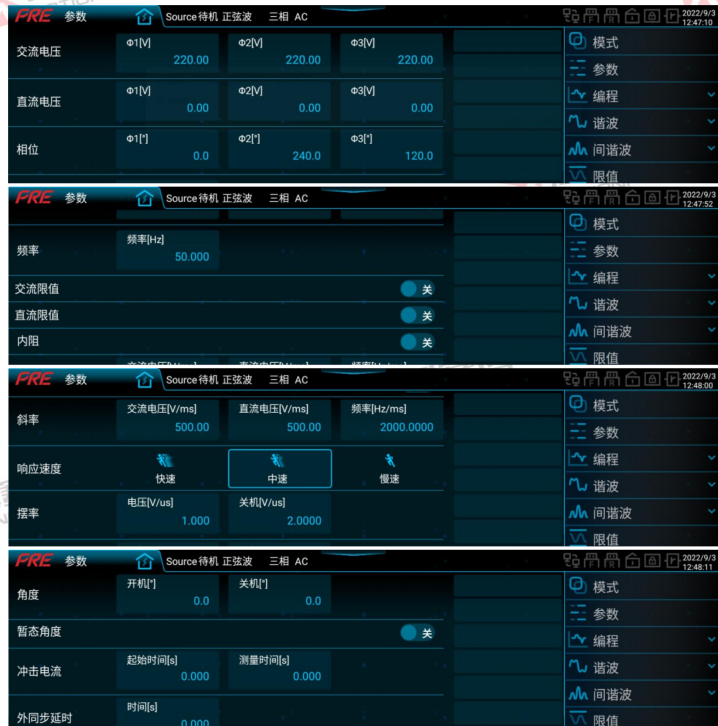 PRE 参数 Source待机 正弦波 三相 AC 2022/9/3
12:47:10
交流电压 Φ1[V] Φ2[V] Φ3[V]
220.00 220.00 220.00
直流电压 Φ1[V] Φ2[V] Φ3[V]
0.00 0.00 0.00
相位 Φ1[°] Φ2[°] Φ3[°]
0.0 240.0 120.0
模式
参数
编程
谐波
间谐波
限值
PRE 参数 Source待机 正弦波 三相 AC 2022/9/3
12:47:52
频率 频率[Hz]
50.000
交流限值 关
直流限值 关
内阻 关
模式
参数
编程
谐波
间谐波
限值
PRE 参数 Source待机 正弦波 三相 AC 2022/9/3
12:48:00
斜率 交流电压[V/ms] 直流电压[V/ms] 频率[Hz/ms]
500.00 500.00 2000.0000
响应速度 快速 中速 慢速
摆率 电压[V/us] 关机[V/us]
1.000 2.0000
模式
参数
编程
谐波
间谐波
限值
PRE 参数 Source待机 正弦波 三相 AC 2022/9/3
12:48:11
角度 开机[°] 关机[°]
0.0 0.0
暂态角度 关
冲击电流 起始时间[s] 测量时间[s]
0.000 0.000
外同步延时 时间[s]
0.000
模式
参数
编程
谐波
间谐波
限值